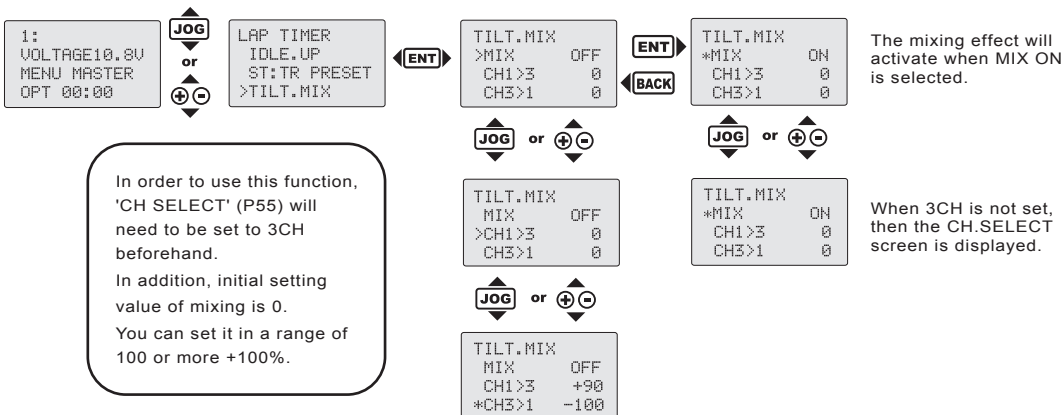 1:
VOLTAGE10.8V
MENU MASTER
OPT 00:00
JOG
or
LAP TIMER
IDLE.UP
ST:TR PRESET
>TILT.MIX
ENT
TILT.MIX
>MIX OFF
CH1>3 0
CH3>1 0
ENT
BACK
TILT.MIX
*MIX ON
CH1>3 0
CH3>1 0
The mixing effect will
activate when MIX ON
is selected.
JOG or
JOG or
In order to use this function,
'CH SELECT' (P55) will
need to be set to 3CH
beforehand.
In addition, initial setting
value of mixing is 0.
You can set it in a range of
100 or more +100%.
TILT.MIX
MIX OFF
>CH1>3 0
CH3>1 0
TILT.MIX
*MIX ON
CH1>3 0
CH3>1 0
When 3CH is not set,
then the CH.SELECT
screen is displayed.
JOG or
TILT.MIX
MIX OFF
CH1>3 +90
*CH3>1 -100